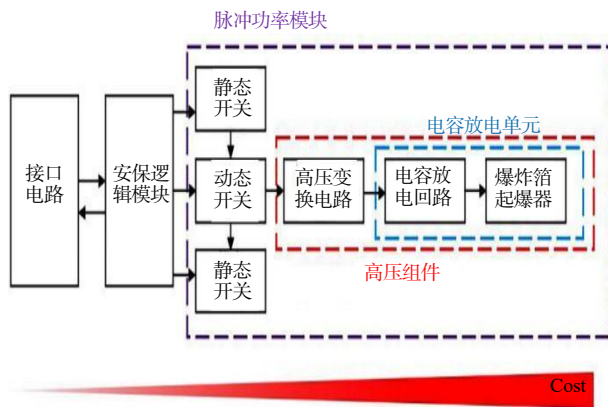 脉冲功率模块
静态
开关
电容放电单元
接口
电路
安保逻
辑模块
动态
开关
高压变
换电路
电容放
电回路
爆炸箔
起爆器
静态
开关
高压组件
Cost